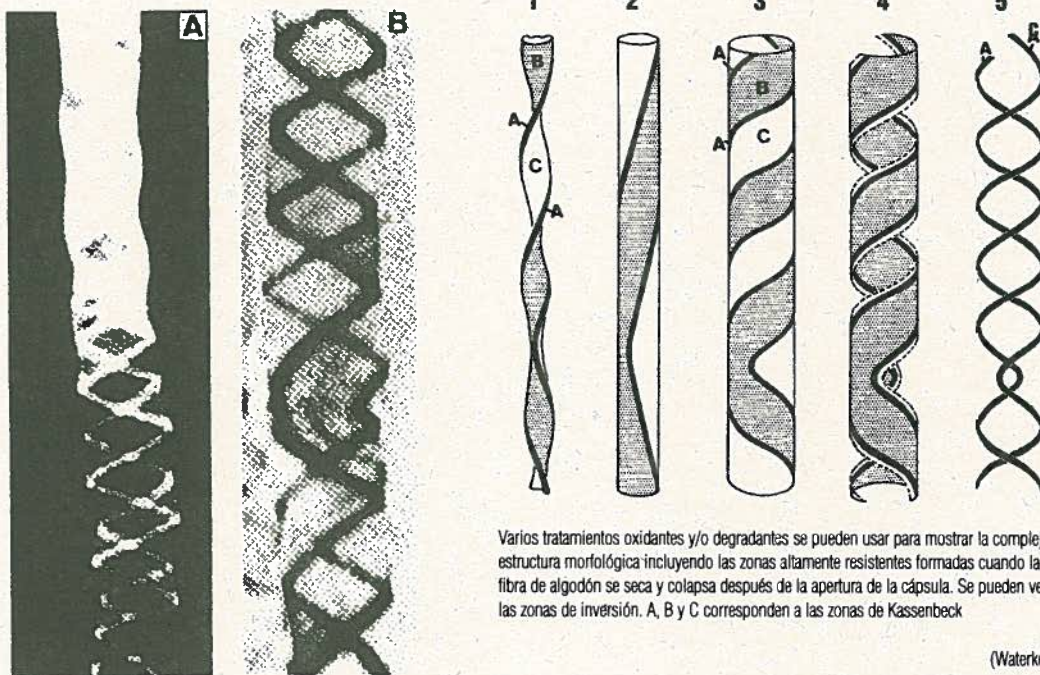 A
B
1 2 3 4 5
B
A
C
A
A
B
A
C
A
Varios tratamientos oxidantes y/o degradantes se pueden usar para mostrar la comple
estructura morfológica incluyendo las zonas altamente resistentes formadas cuando la
fibra de algodón se seca y colapsa después de la apertura de la cápsula. Se pueden ve
las zonas de inversión. A, B y C corresponden a las zonas de Kassenbeck
(Waterk